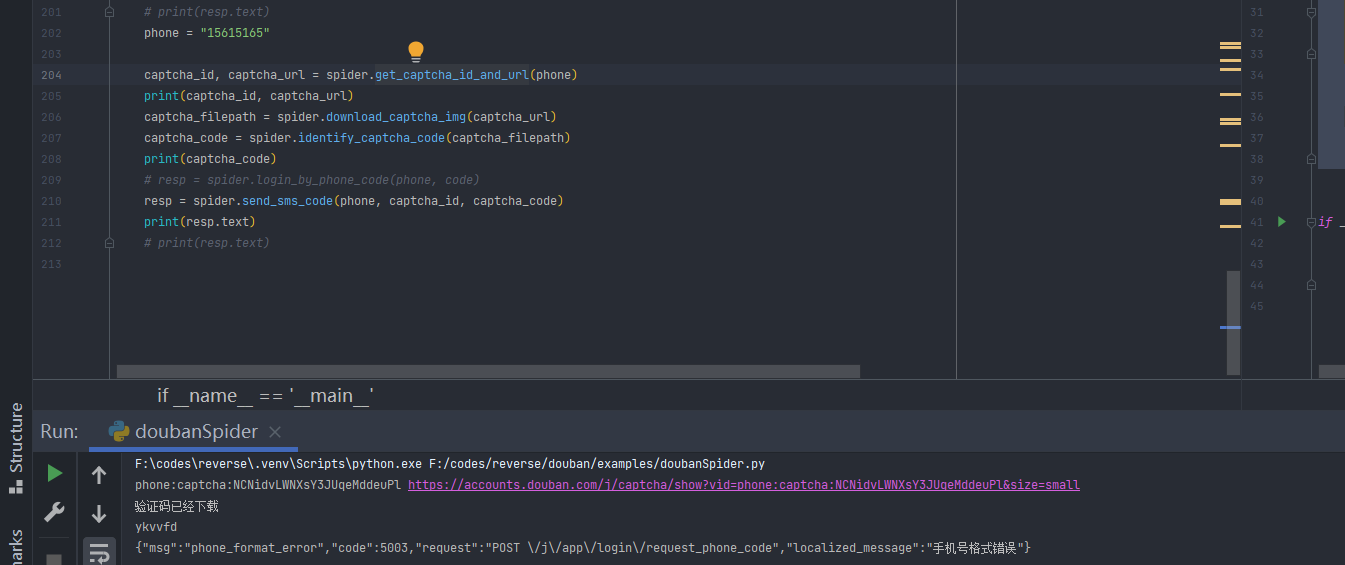 201 # print(resp.text)
202 phone = "15615165"
203
204 captcha_id, captcha_url = spider.get_captcha_id_and_url(phone)
205 print(captcha_id, captcha_url)
206 captcha_filepath = spider.download_captcha_img(captcha_url)
207 captcha_code = spider.identify_captcha_code(captcha_filepath)
208 print(captcha_code)
209 # resp = spider.login_by_phone_code(phone, code)
210 resp = spider.send_sms_code(phone, captcha_id, captcha_code)
211 print(resp.text)
212 # print(resp.text)
213
31
32
33
34
35
36
37
38
39
40
41 if _
42
43
44
45
if __name__ == '__main__'
Structure
marks
Run: doubanSpider
F:\codes\reverse\.venv\Scripts\python.exe F:/codes/reverse/douban/examples/doubanSpider.py
phone:captcha:NCNidvLWNXsY3JUqeMddeuPl https://accounts.douban.com/j/captcha/show?vid=phone:captcha:NCNidvLWNXsY3JUqeMddeuPl&size=small
验证码已经下载
ykvvfd
{"msg":"phone_format_error","code":5003,"request":"POST \/j\/app\/login\/request_phone_code","localized_message":"手机号格式错误"}